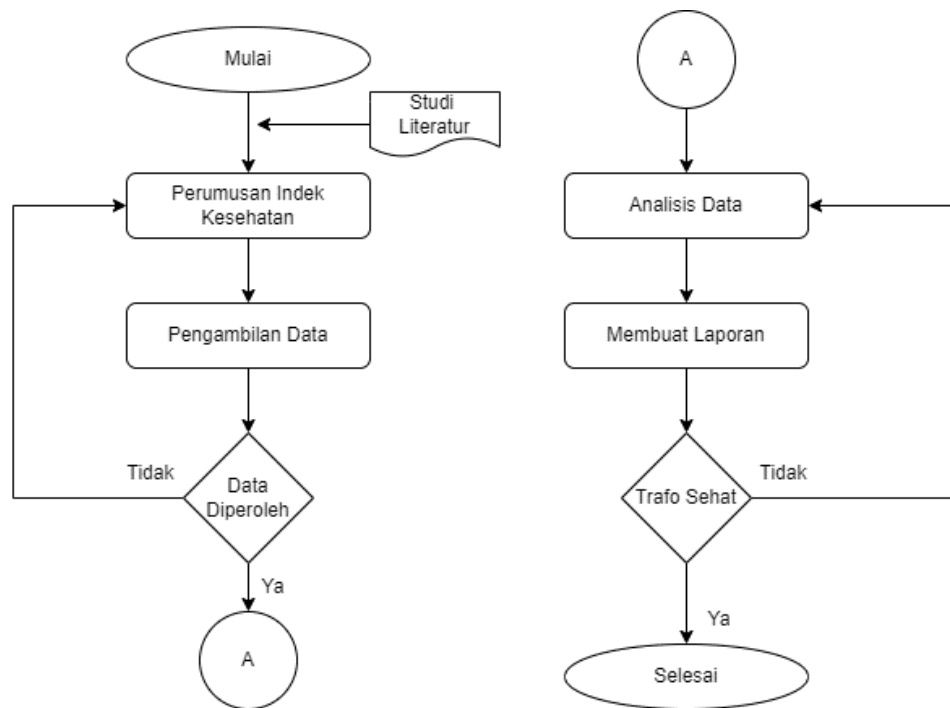 Mulai
Studi
Literatur
Perumusan Indek
Kesehatan
Pengambilan Data
Tidak
Data
Diperoleh
Ya
A
A
Analisis Data
Membuat Laporan
Trafo Sehat
Tidak
Ya
Selesai